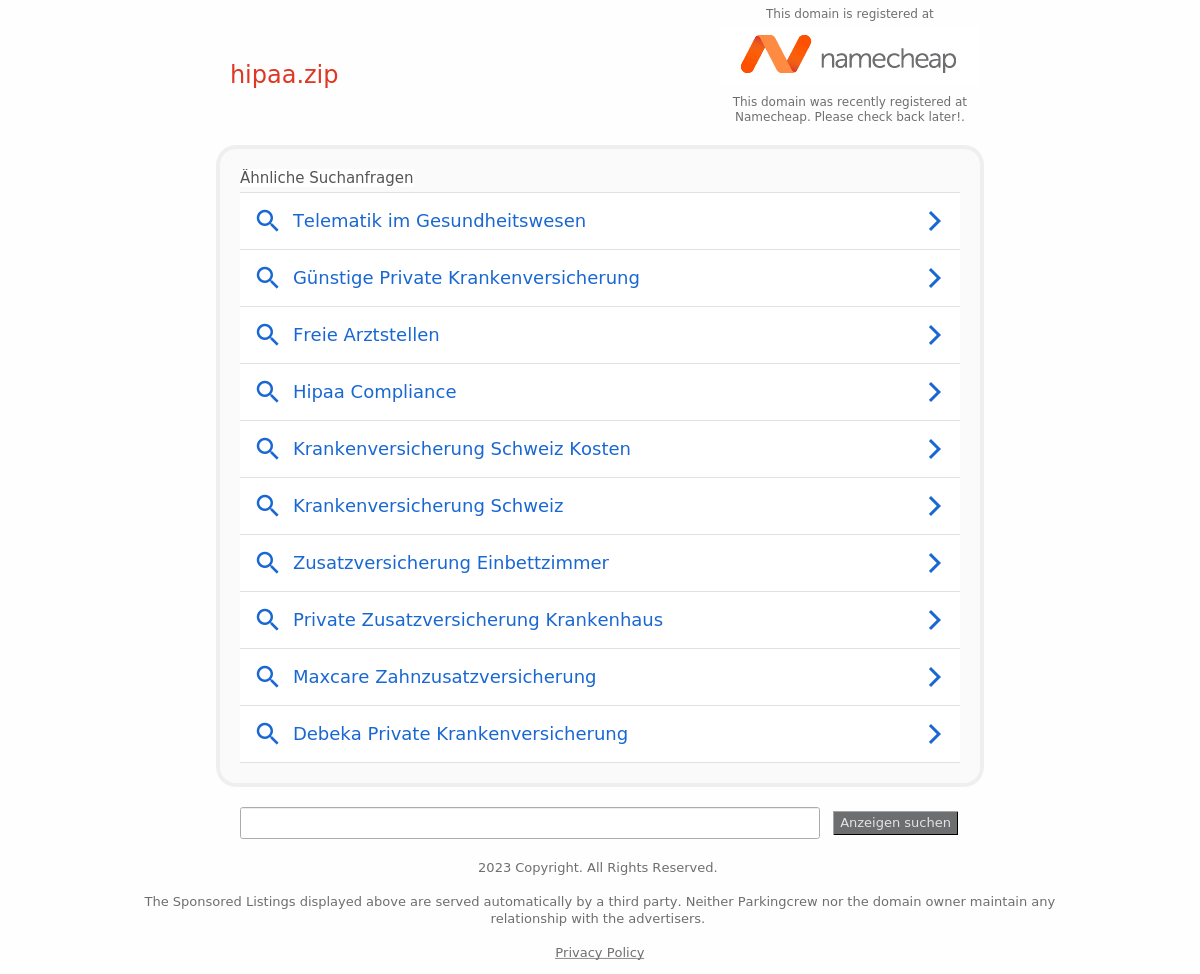 This domain is registered at
namecheap
hipaa.zip
This domain was recently registered at
Namecheap. Please check back later!.
Ähnliche Suchanfragen
Telematik im Gesundheitswesen
Günstige Private Krankenversicherung
Freie Arztstellen
Hipaa Compliance
Krankenversicherung Schweiz Kosten
Krankenversicherung Schweiz
Zusatzversicherung Einbettzimmer
Private Zusatzversicherung Krankenhaus
Maxcare Zahnzusatzversicherung
Debeka Private Krankenversicherung
Anzeigen suchen
2023 Copyright. All Rights Reserved.
The Sponsored Listings displayed above are served automatically by a third party. Neither Parkingcrew nor the domain owner maintain any
relationship with the advertisers.
Privacy Policy